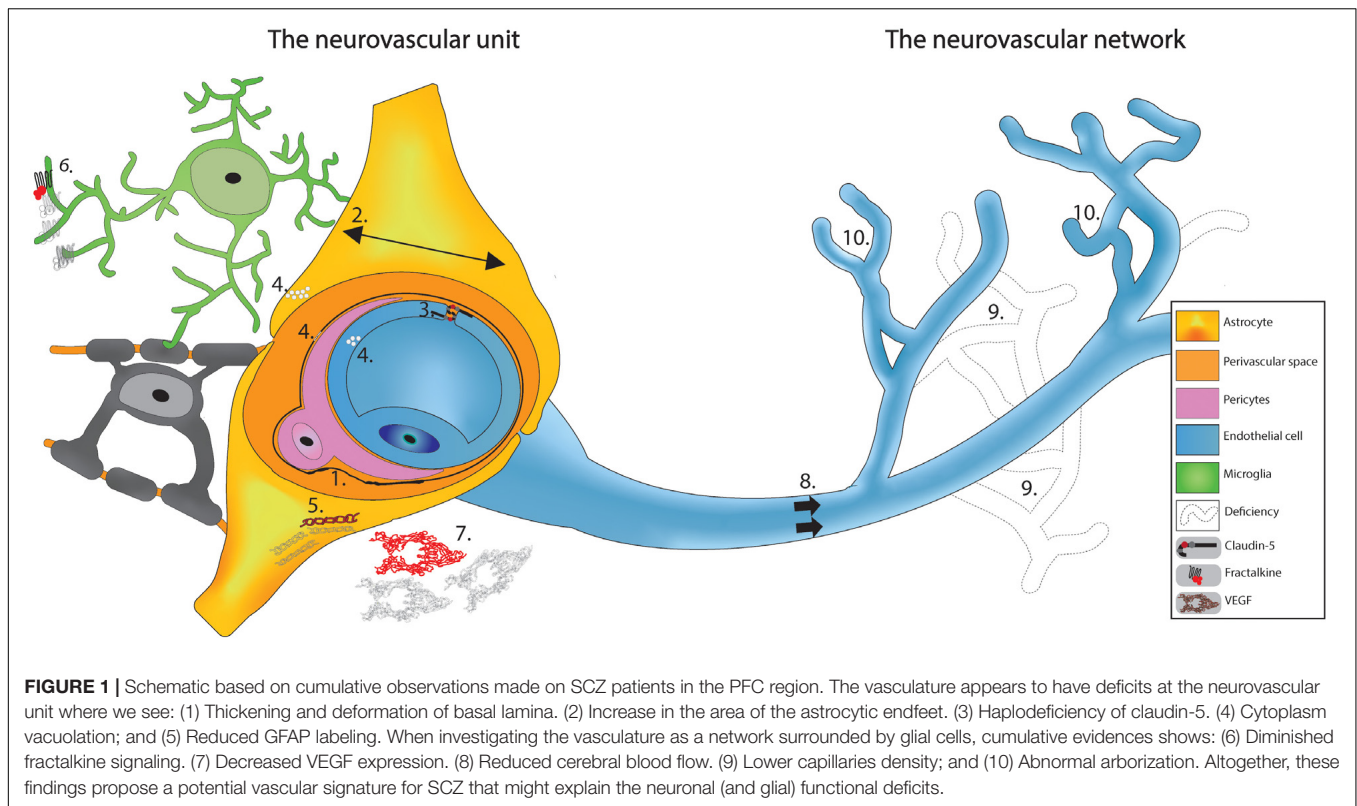 The neurovascular unit
The neurovascular network
6.
2.
4.
3.
4.
4.
1.
5.
7.
8.
10.
10.
9.
9.
Astrocyte
Perivascular space
Pericytes
Endothelial cell
Microglia
Deficiency
Claudin-5
Fractalkine
VEGF
FIGURE 1 | Schematic based on cumulative observations made on SCZ patients in the PFC region. The vasculature appears to have deficits at the neurovascular
unit where we see: (1) Thickening and deformation of basal lamina. (2) Increase in the area of the astrocytic endfeet. (3) Haplodeficiency of claudin-5. (4) Cytoplasm
vacuolation; and (5) Reduced GFAP labeling. When investigating the vasculature as a network surrounded by glial cells, cumulative evidences shows: (6) Diminished
fractalkine signaling. (7) Decreased VEGF expression. (8) Reduced cerebral blood flow. (9) Lower capillaries density; and (10) Abnormal arborization. Altogether, these
findings propose a potential vascular signature for SCZ that might explain the neuronal (and glial) functional deficits.